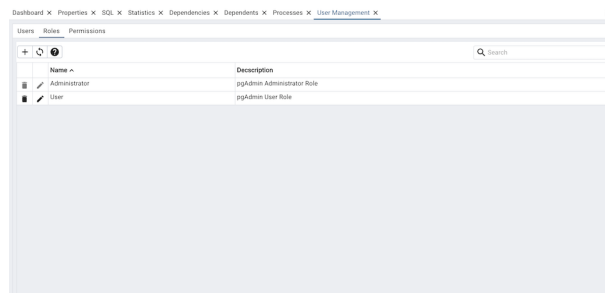 Dashboard × Properties × SQL × Statistics × Dependencies × Dependents × Processes × User Management ×
Users Roles Permissions
Search
Name Decscription
Administrator pgAdmin Administrator Role
User pgAdmin User Role